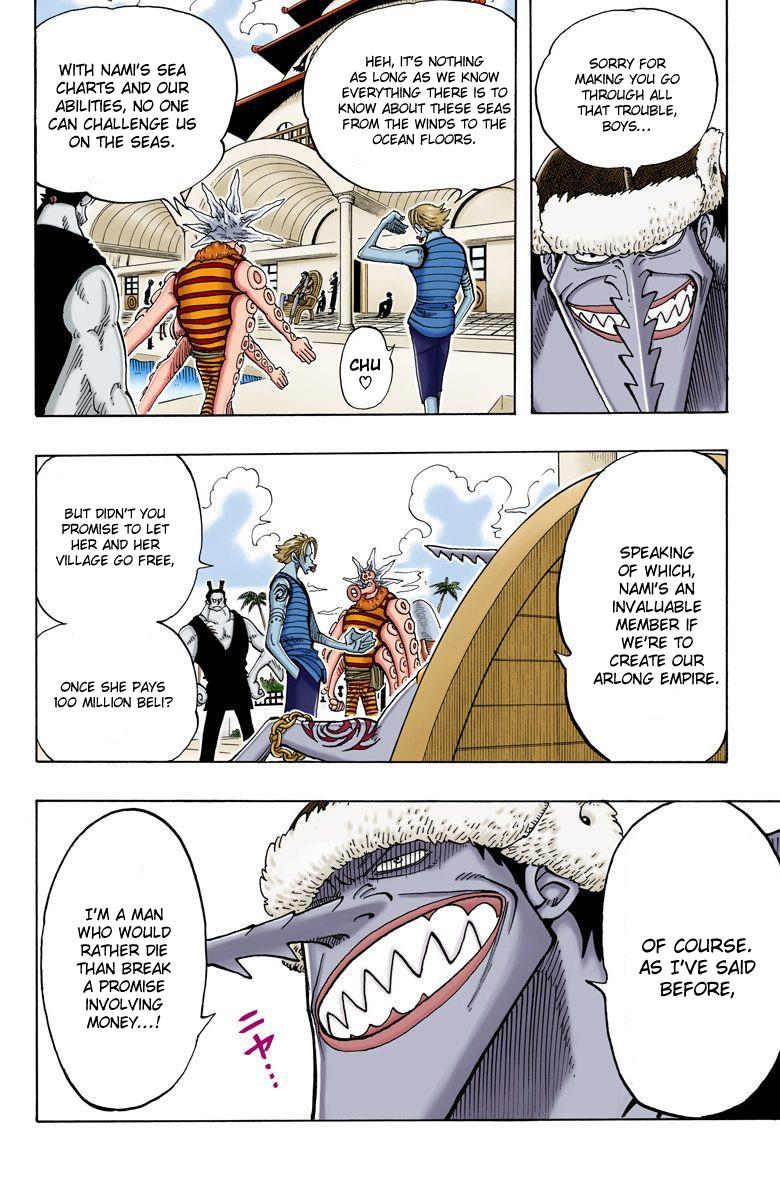 SORRY FOR
MAKING YOU GO
THROUGH ALL
THAT TROUBLE,
BOYS...
HEH, IT'S NOTHING
AS LONG AS WE KNOW
EVERYTHING THERE IS TO
KNOW ABOUT THESE SEAS
FROM THE WINDS TO THE
OCEAN FLOORS.
CHU
♡
WITH NAMI'S SEA
CHARTS AND OUR
ABILITIES, NO ONE
CAN CHALLENGE US
ON THE SEAS.
SPEAKING
OF WHICH,
NAMI'S AN
INVALUABLE
MEMBER IF
WE'RE TO
CREATE OUR
ARLONG EMPIRE.
BUT DIDN'T YOU
PROMISE TO LET
HER AND HER
VILLAGE GO FREE,
ONCE SHE PAYS
100 MILLION BELI?
OF COURSE.
AS I'VE SAID
BEFORE,
I'M A MAN
WHO WOULD
RATHER DIE
THAN BREAK
A PROMISE
INVOLVING
MONEY...!
ニヤ…